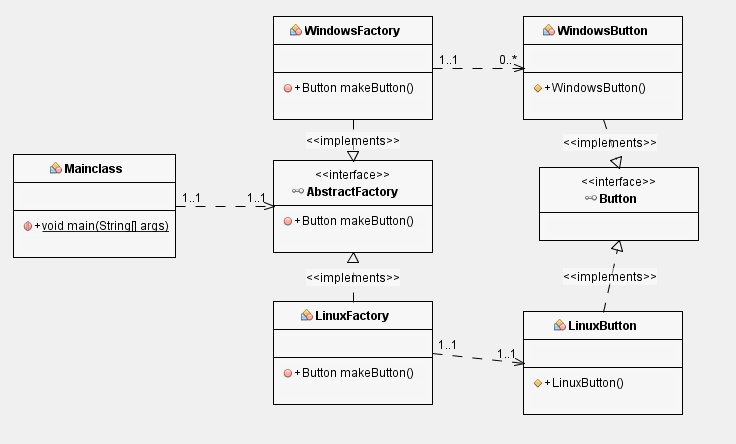 WindowsFactory
+Button makeButton()
1..1
0..*
WindowsButton
+WindowsButton()
<<implements>>
<<implements>>
Mainclass
+void main(String[] args)
1..1
1..1
<<interface>>
AbstractFactory
+Button makeButton()
<<interface>>
Button
<<implements>>
<<implements>>
LinuxFactory
+Button makeButton()
1..1
1..1
LinuxButton
+LinuxButton()